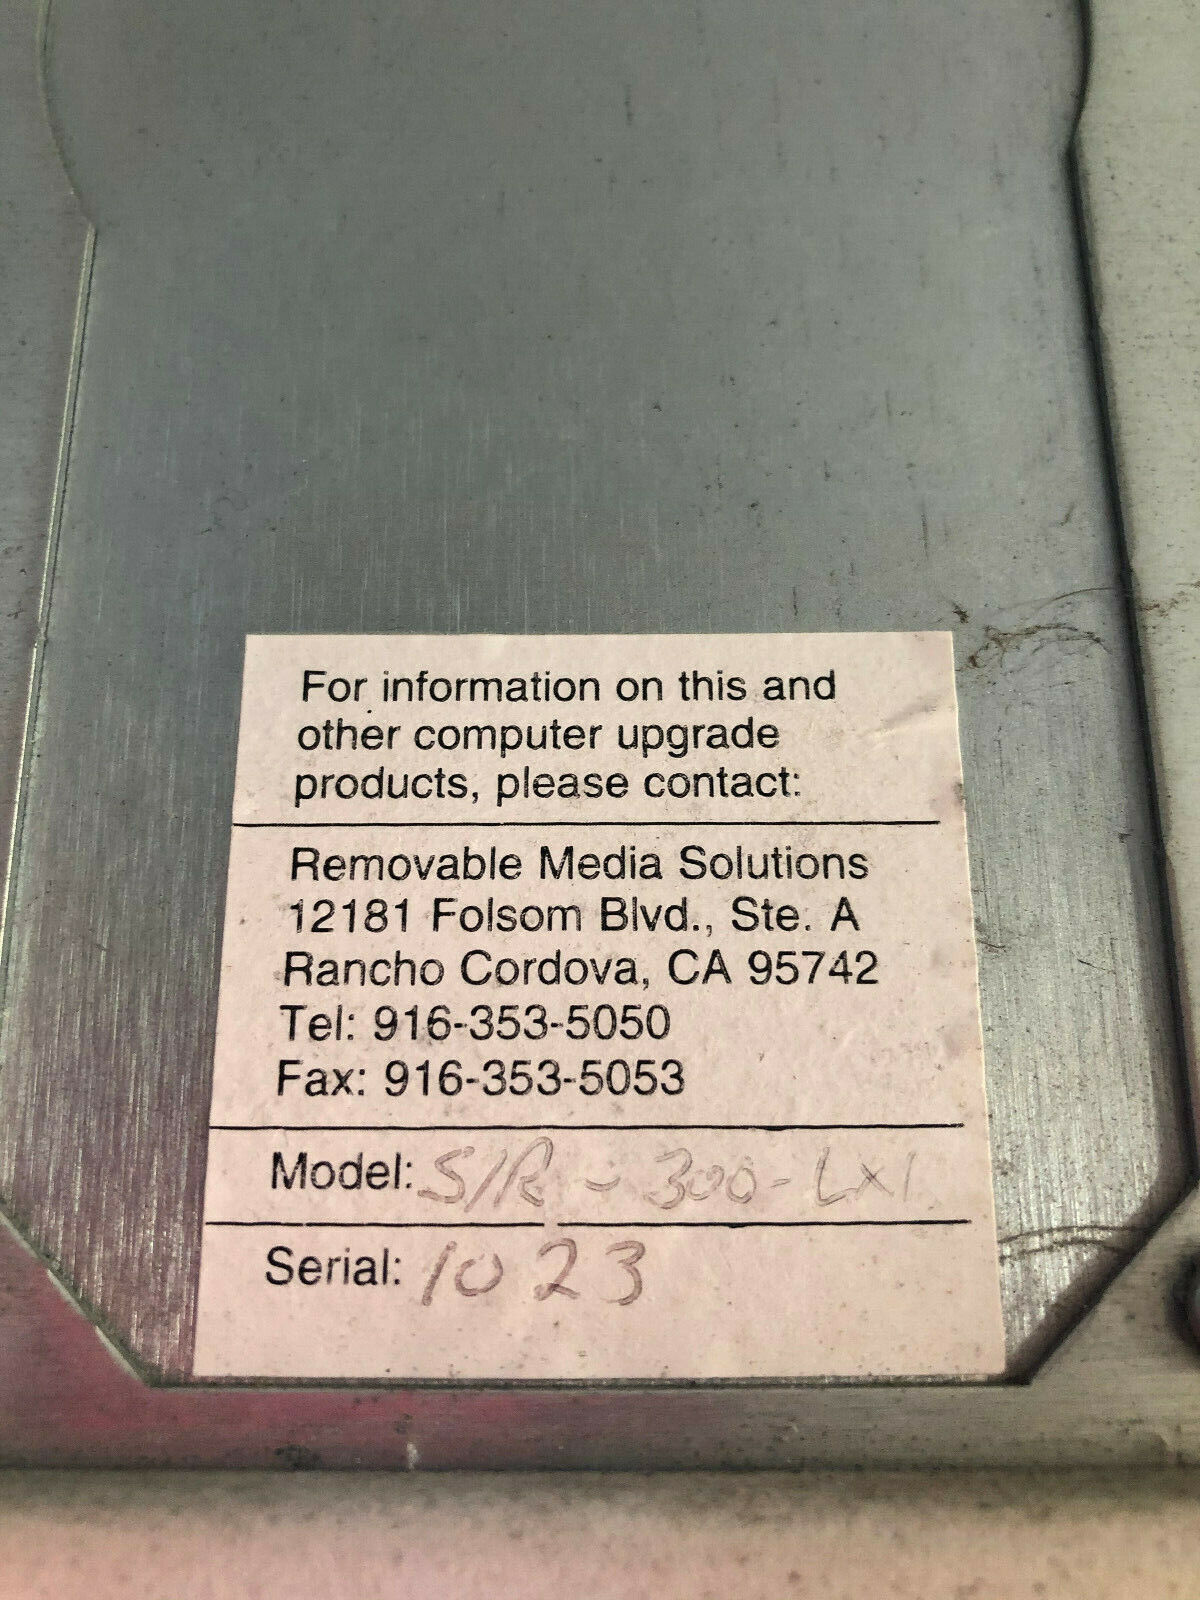 For information on this and
other computer upgrade
products, please contact:
Removable Media Solutions
12181 Folsom Blvd., Ste. A
Rancho Cordova, CA 95742
Tel: 916-353-5050
Fax: 916-353-5053
Model: S/R - 300 - LX1
Serial: 1023